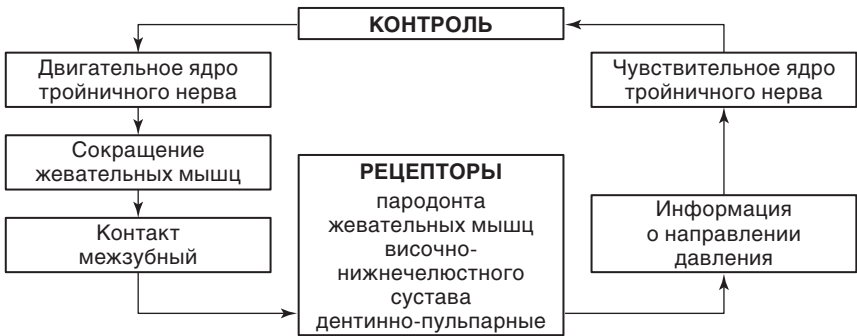 КОНТРОЛЬ
Двигательное ядро
тройничного нерва
Чувствительное ядро
тройничного нерва
Сокращение
жевательных мышц
РЕЦЕПТОРЫ
пародонта
жевательных мышц
височно-
нижнечелюстного
сустава
дентинно-пульпарные
Контакт
межзубный
Информация
о направлении
давления